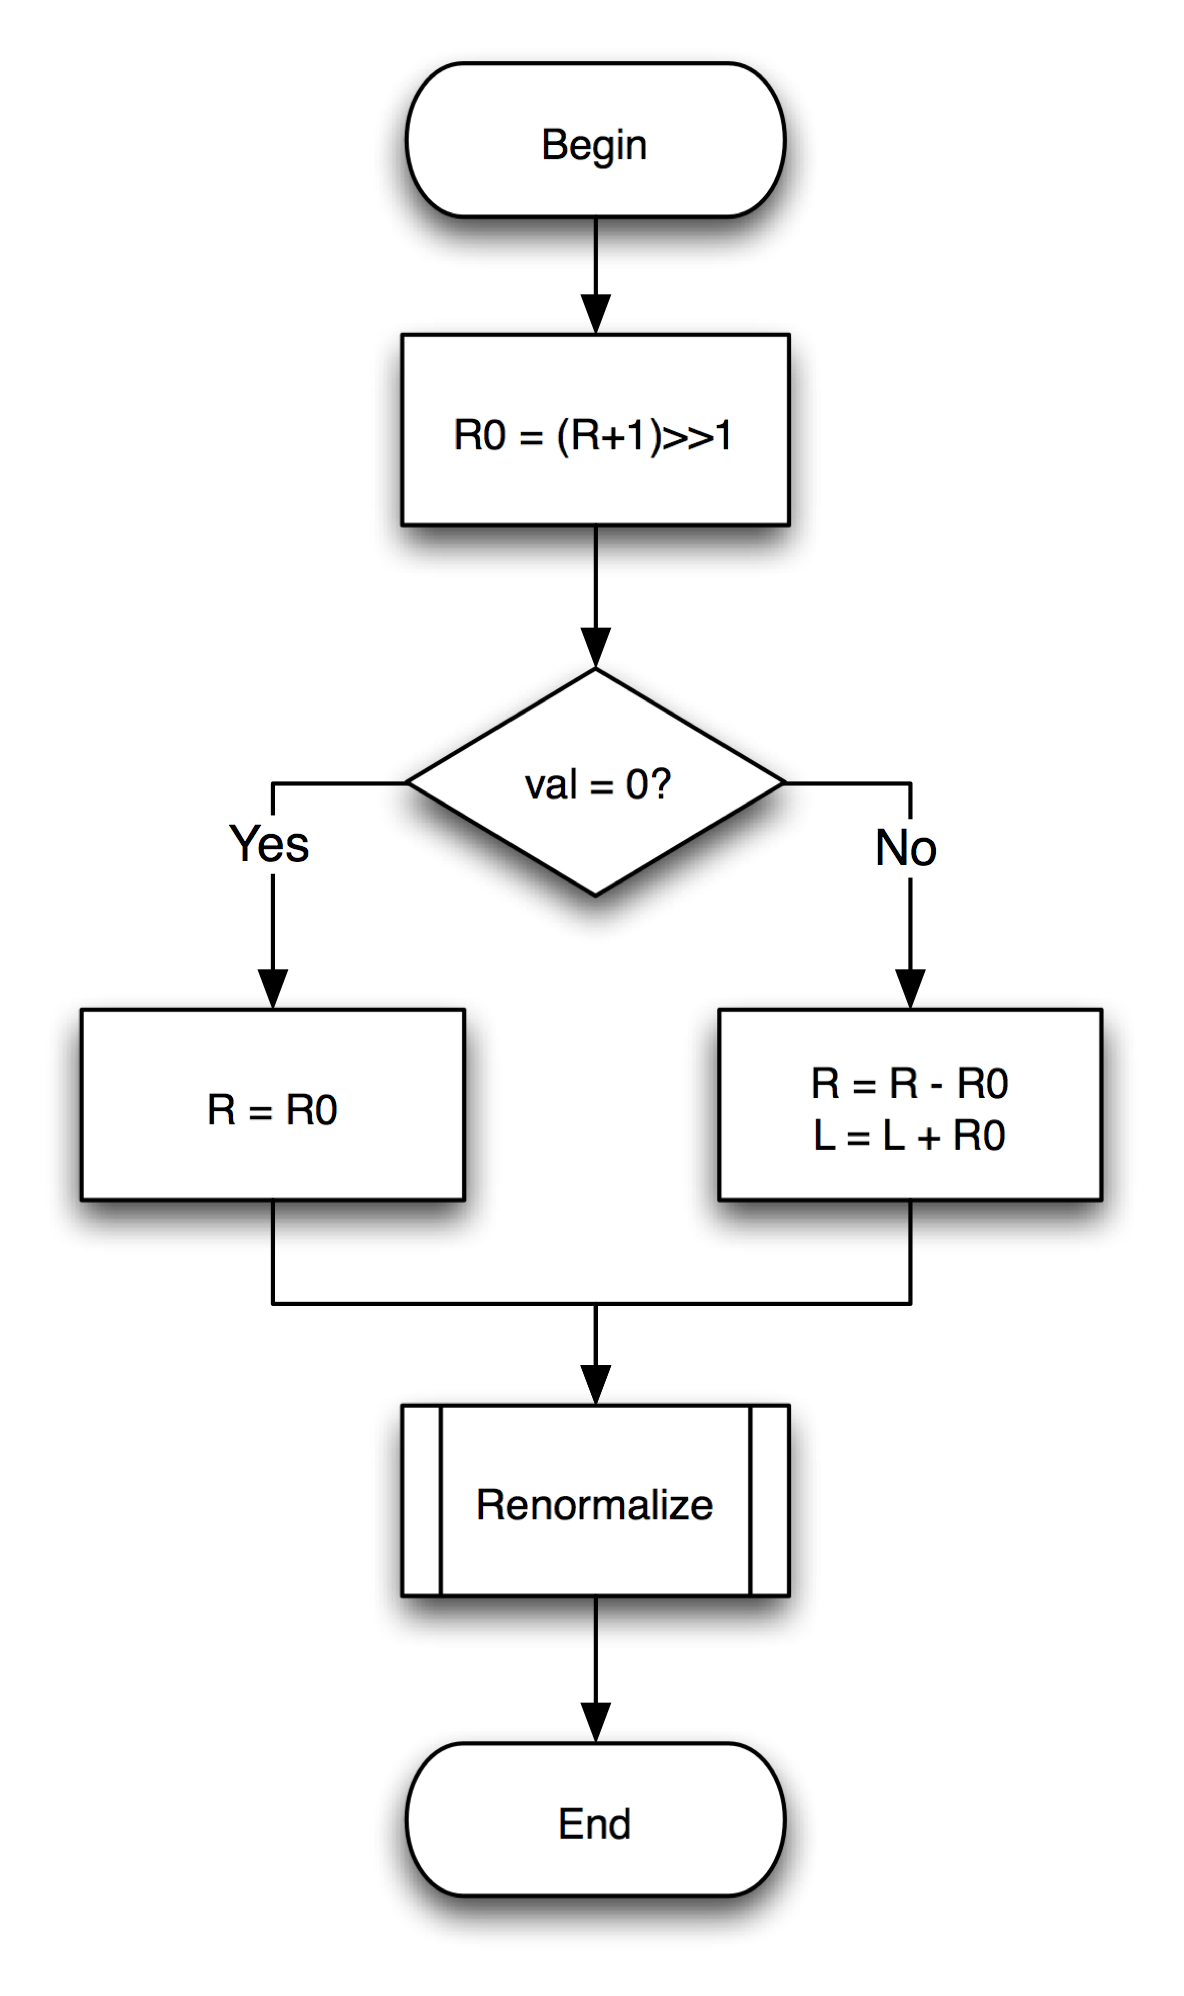 Begin
R0 = (R+1)>>1
val = 0?
Yes
No
R = R0
R = R - R0
L = L + R0
Renormalize
End